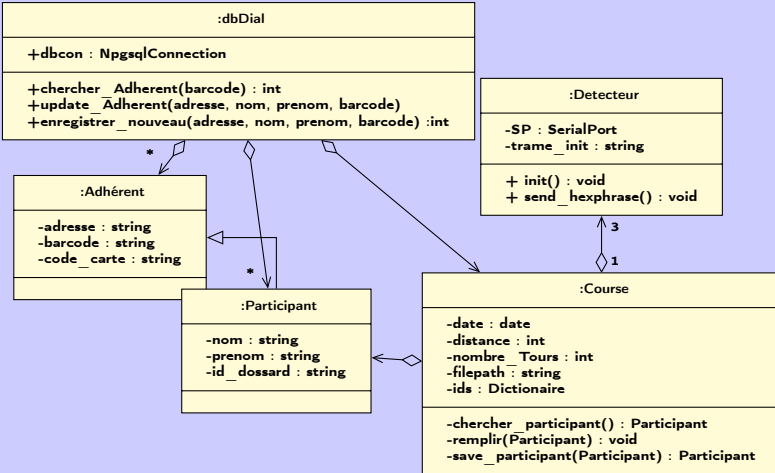 :dbDial
+dbcon : NpgsqlConnection
+chercher_Adherent(barcode) : int
+update_Adherent(adresse, nom, prenom, barcode)
+enregistrer_nouveau(adresse, nom, prenom, barcode) :int
:Detecteur
-SP : SerialPort
-trame_init : string
+ init() : void
+ send_hexphrase() : void
*
:Adhérent
-adresse : string
-barcode : string
-code_carte : string
3
1
*
:Participant
-nom : string
-prenom : string
-id_dossard : string
:Course
-date : date
-distance : int
-nombre_Tours : int
-filepath : string
-ids : Dictionaire
-chercher_participant() : Participant
-remplir(Participant) : void
-save_participant(Participant) : Participant